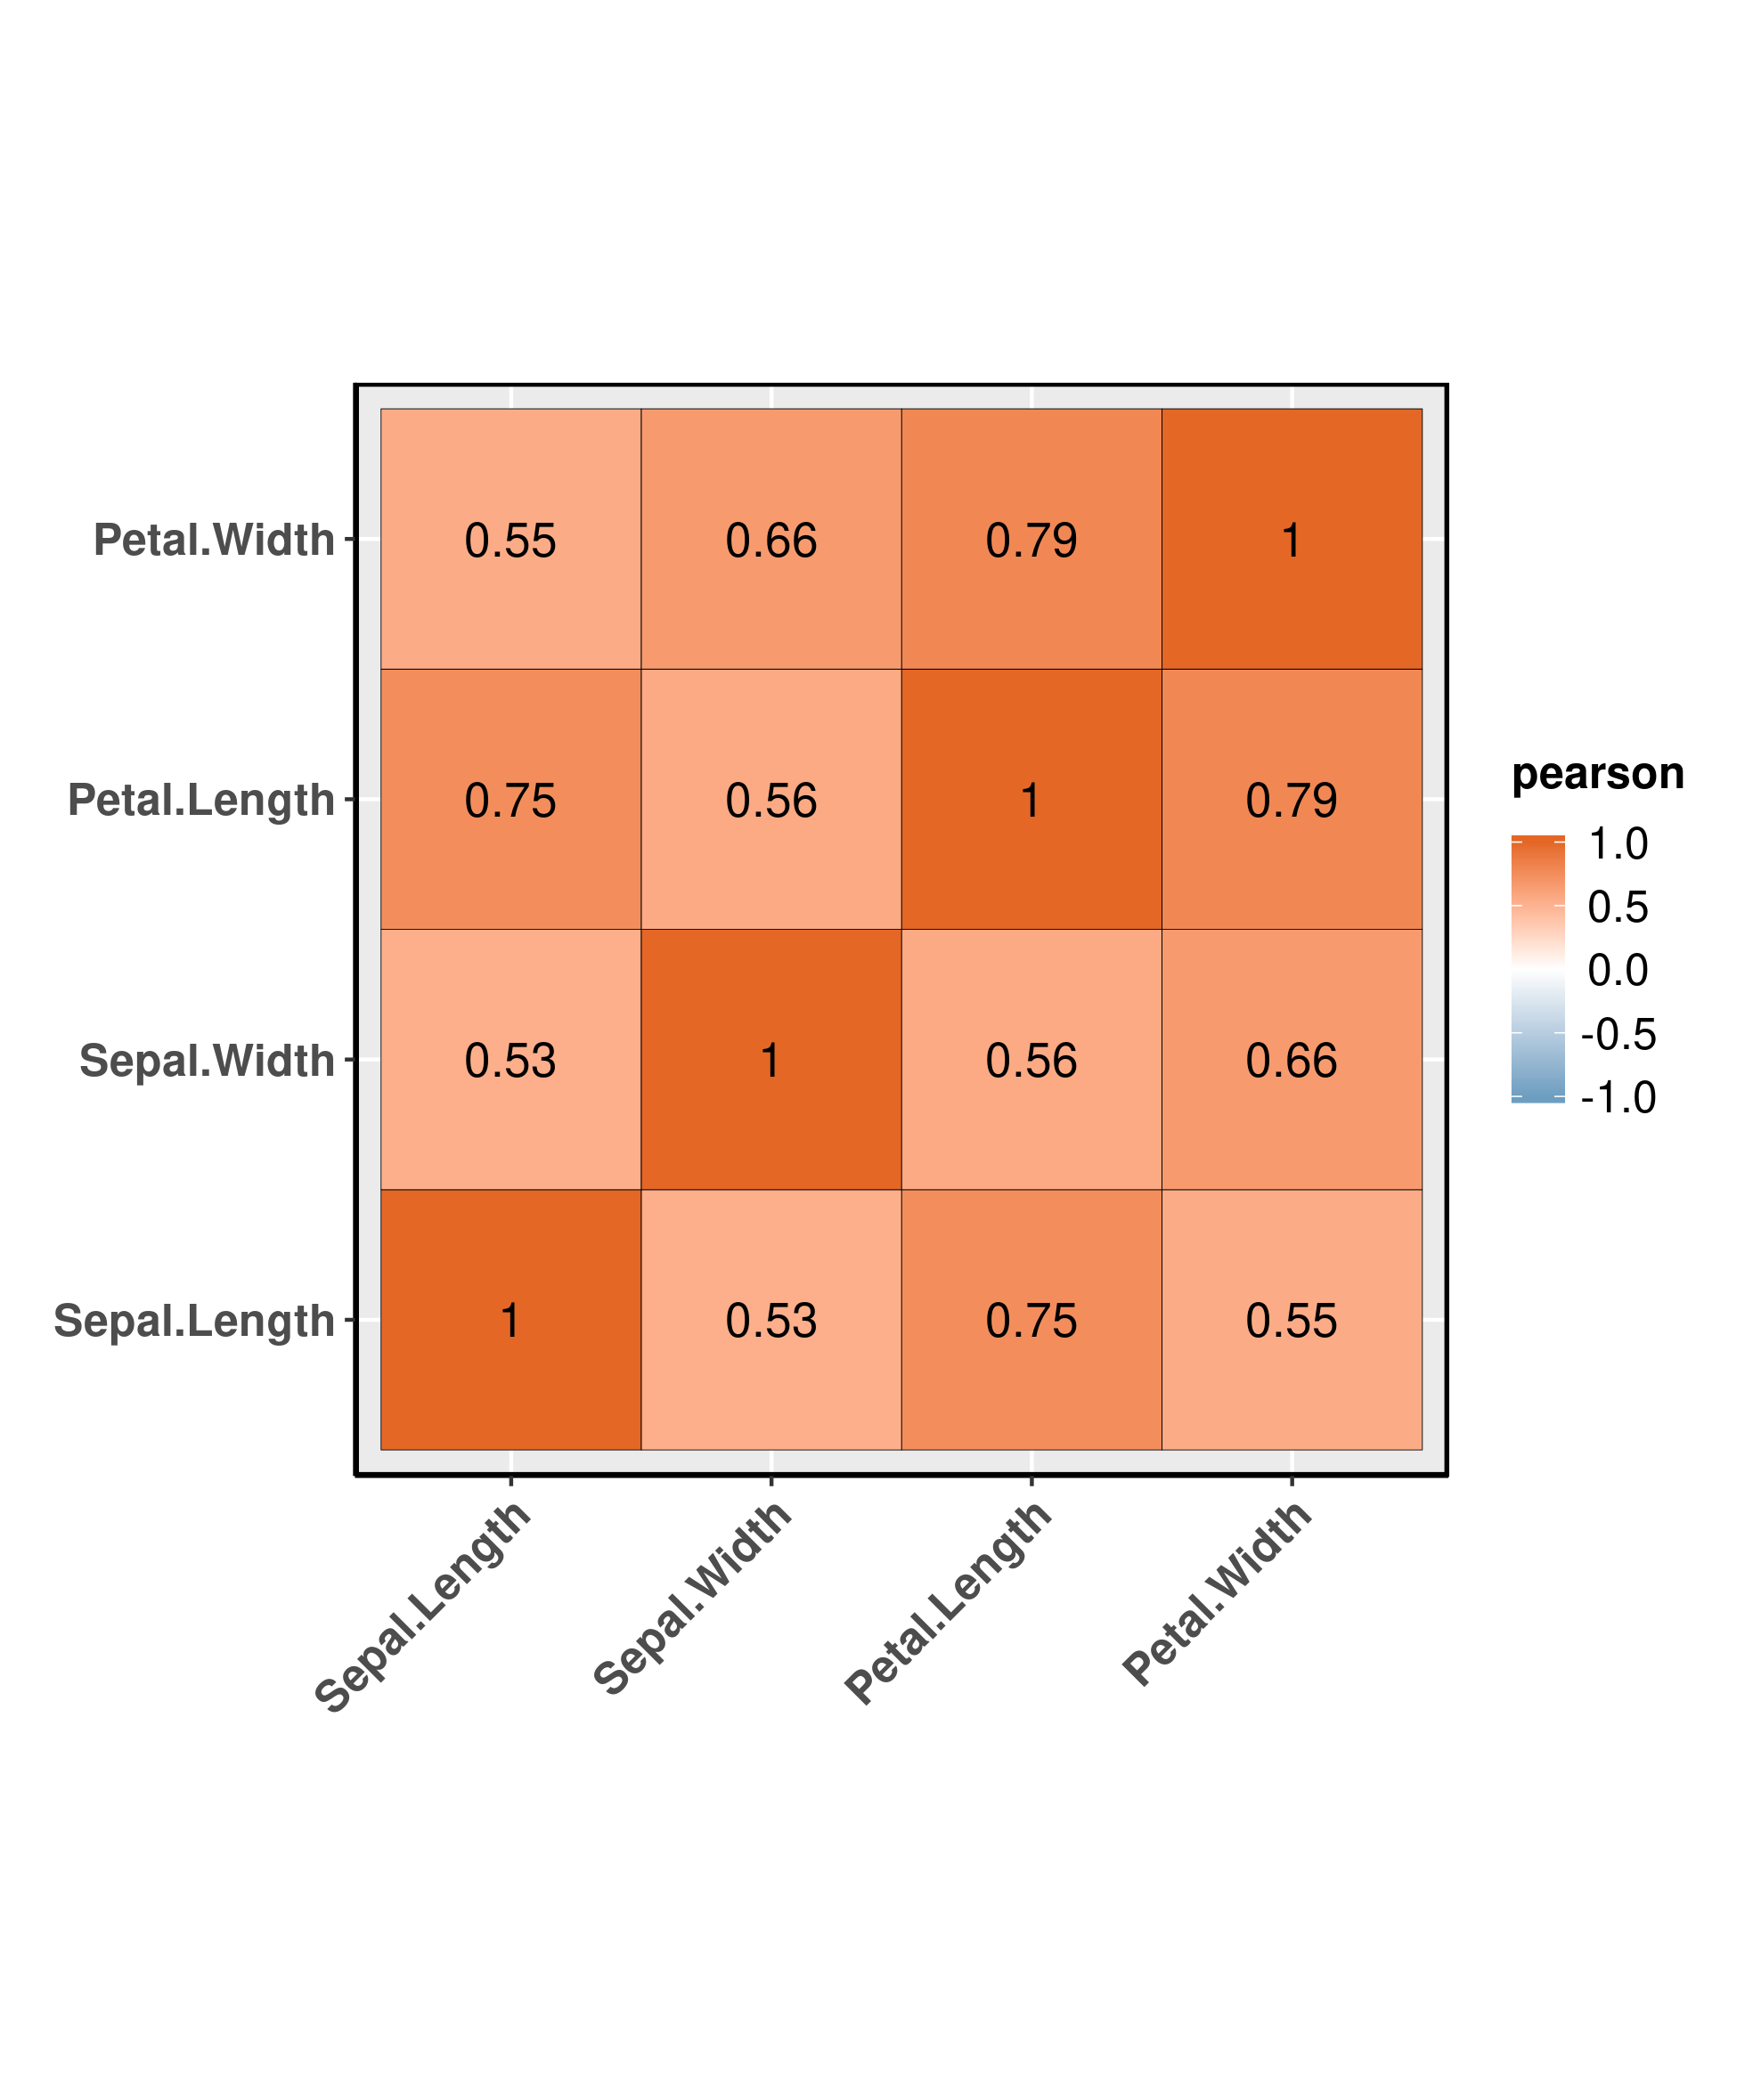 Petal.Width 0.55 0.66 0.79 1
Petal.Length 0.75 0.56 1 0.79
Sepal.Width 0.53 1 0.56 0.66
Sepal.Length 1 0.53 0.75 0.55
Sepal.Length Sepal.Width Petal.Length Petal.Width
pearson
1.0
0.5
0.0
-0.5
-1.0